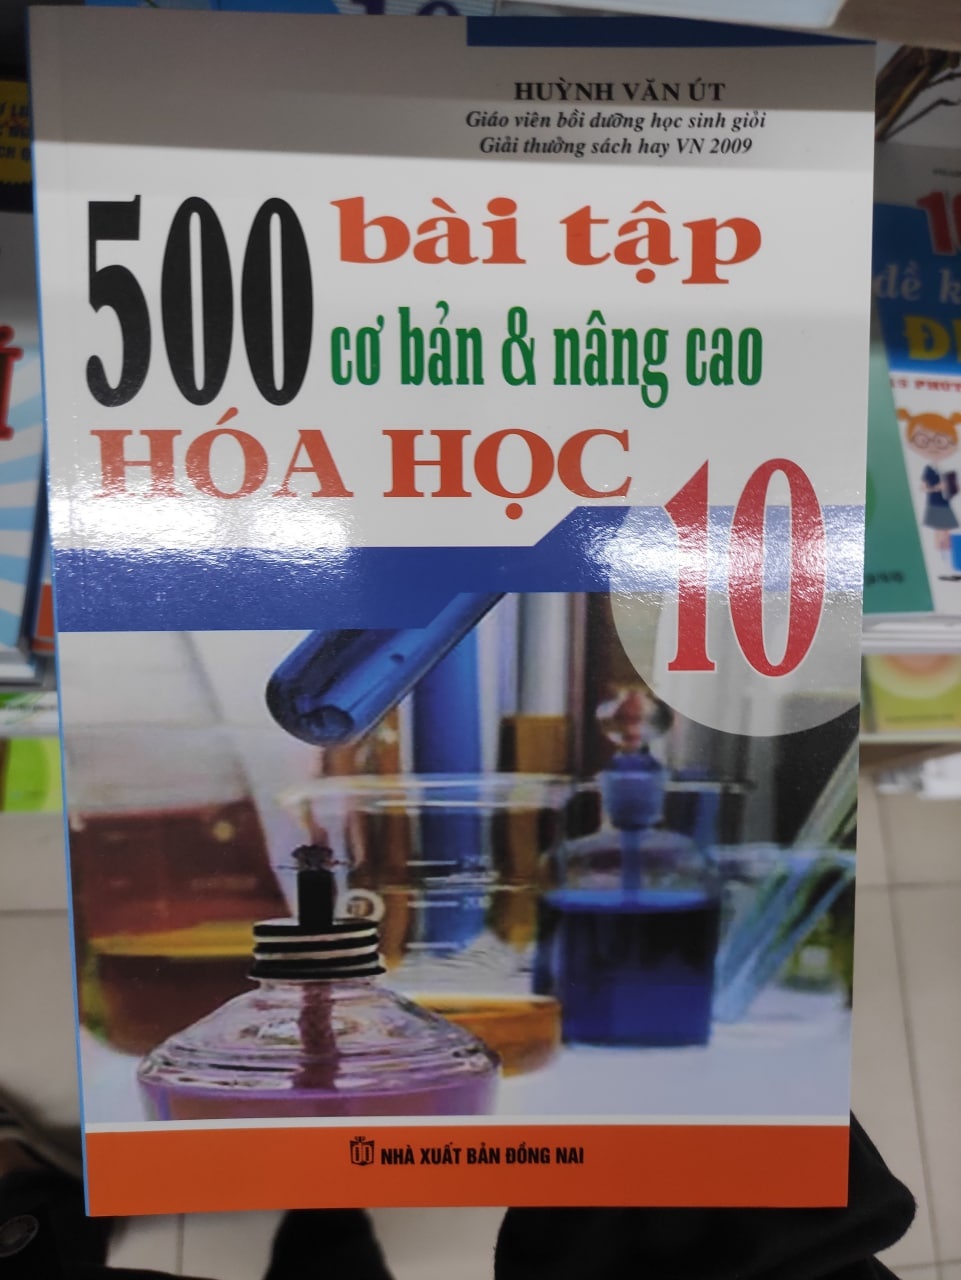 HUỲNH VĂN ÚT
Giáo viên bồi dưỡng học sinh giỏi
Giải thưởng sách hay VN 2009
500 bài tập
cơ bản & nâng cao
HÓA HỌC
10
NHÀ XUẤT BẢN ĐỒNG NAI